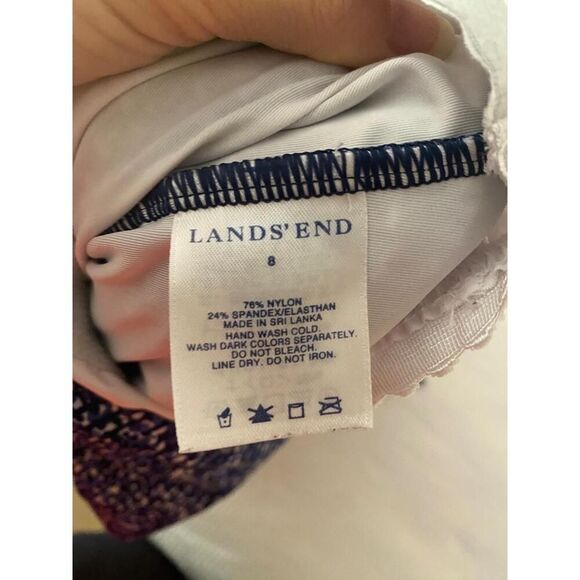 LANDS' END
8
76% NYLON
24% SPANDEX/ELASTHAN
MADE IN SRI LANKA
HAND WASH COLD.
WASH DARK COLORS SEPARATELY.
DO NOT BLEACH.
LINE DRY. DO NOT IRON.